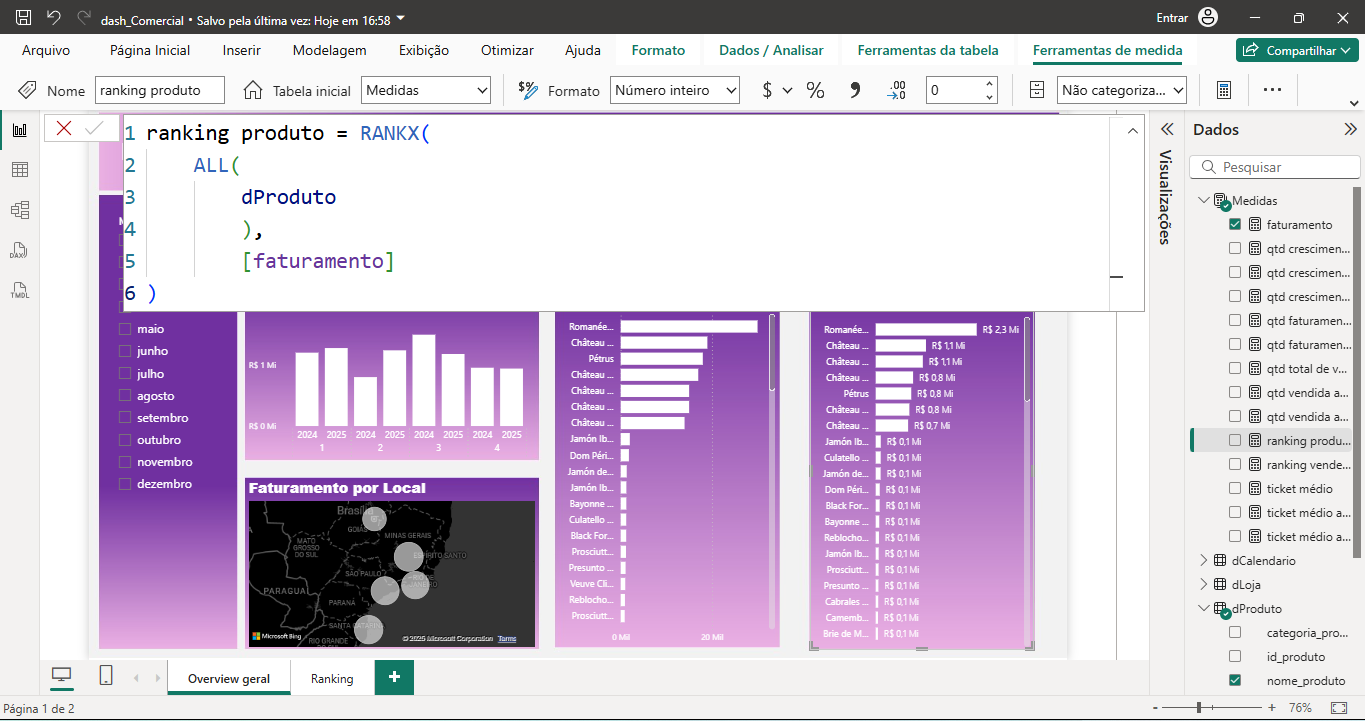 dash_Comercial • Salvo pela última vez: Hoje em 16:58
Entrar
Arquivo
Página Inicial
Inserir
Modelagem
Exibição
Otimizar
Ajuda
Formato
Dados / Analisar
Ferramentas da tabela
Ferramentas de medida
Compartilhar
Nome
ranking produto
Tabela inicial
Medidas
Formato
Número inteiro
$
%
0
Não categoriza...
1 ranking produto = RANKX(
2 ALL(
3 dProduto
4 ),
5 [faturamento]
6 )
maio
junho
julho
agosto
setembro
outubro
novembro
dezembro
R$ 1 Mi
R$ 0 Mi
2024 2025 2024 2025 2024 2025 2024 2025
1 2 3 4
Faturamento por Local
Brasília
GOIÁS
MINAS GERAIS
MATO GROSSO DO SUL
ESPÍRITO SANTO
SÃO PAULO
RIO DE JANEIRO
PARAGUAI
PARANÁ
SANTA CATARINA
RIO GRANDE
Microsoft Bing
© 2025 Microsoft Corporation Terms
Romanée...
Château ...
Pétrus
Château ...
Château ...
Château ...
Château ...
Jamón Ib...
Dom Péri...
Jamón de...
Jamón Ib...
Bayonne ...
Culatello ...
Black For...
Prosciutt...
Presunto ...
Veuve Cli...
Reblocho...
Prosciutt...
0 Mil 20 Mil
Romanée... R$ 2,3 Mi
Château ... R$ 1,1 Mi
Château ... R$ 1,1 Mi
Château ... R$ 0,8 Mi
Pétrus R$ 0,8 Mi
Château ... R$ 0,8 Mi
Château ... R$ 0,7 Mi
Jamón Ib... R$ 0,1 Mi
Culatello ... R$ 0,1 Mi
Jamón de... R$ 0,1 Mi
Dom Péri... R$ 0,1 Mi
Black For... R$ 0,1 Mi
Bayonne ... R$ 0,1 Mi
Reblocho... R$ 0,1 Mi
Jamón Ib... R$ 0,1 Mi
Prosciutt... R$ 0,1 Mi
Presunto ... R$ 0,1 Mi
Cabrales ... R$ 0,1 Mi
Camemb... R$ 0,1 Mi
Brie de M... R$ 0,1 Mi
Visualizações
Dados
Pesquisar
Medidas
faturamento
qtd crescimen...
qtd crescimen...
qtd crescimen...
qtd faturamen...
qtd faturamen...
qtd total de v...
qtd vendida a...
qtd vendida a...
ranking produ...
ranking vende...
ticket médio
ticket médio a...
ticket médio a...
dCalendario
dLoja
dProduto
categoria_pro...
id_produto
nome_produto
DAX
TMDL
Overview geral
Ranking
+
Página 1 de 2
- + 76%